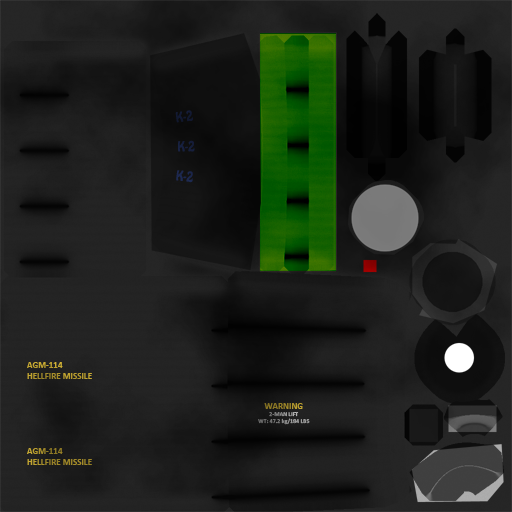 K-2
K-2
K-2
AGM-114
HELLFIRE MISSILE
WARNING
2-MAN LIFT
WT: 47.2 kg/104 LBS
AGM-114
HELLFIRE MISSILE